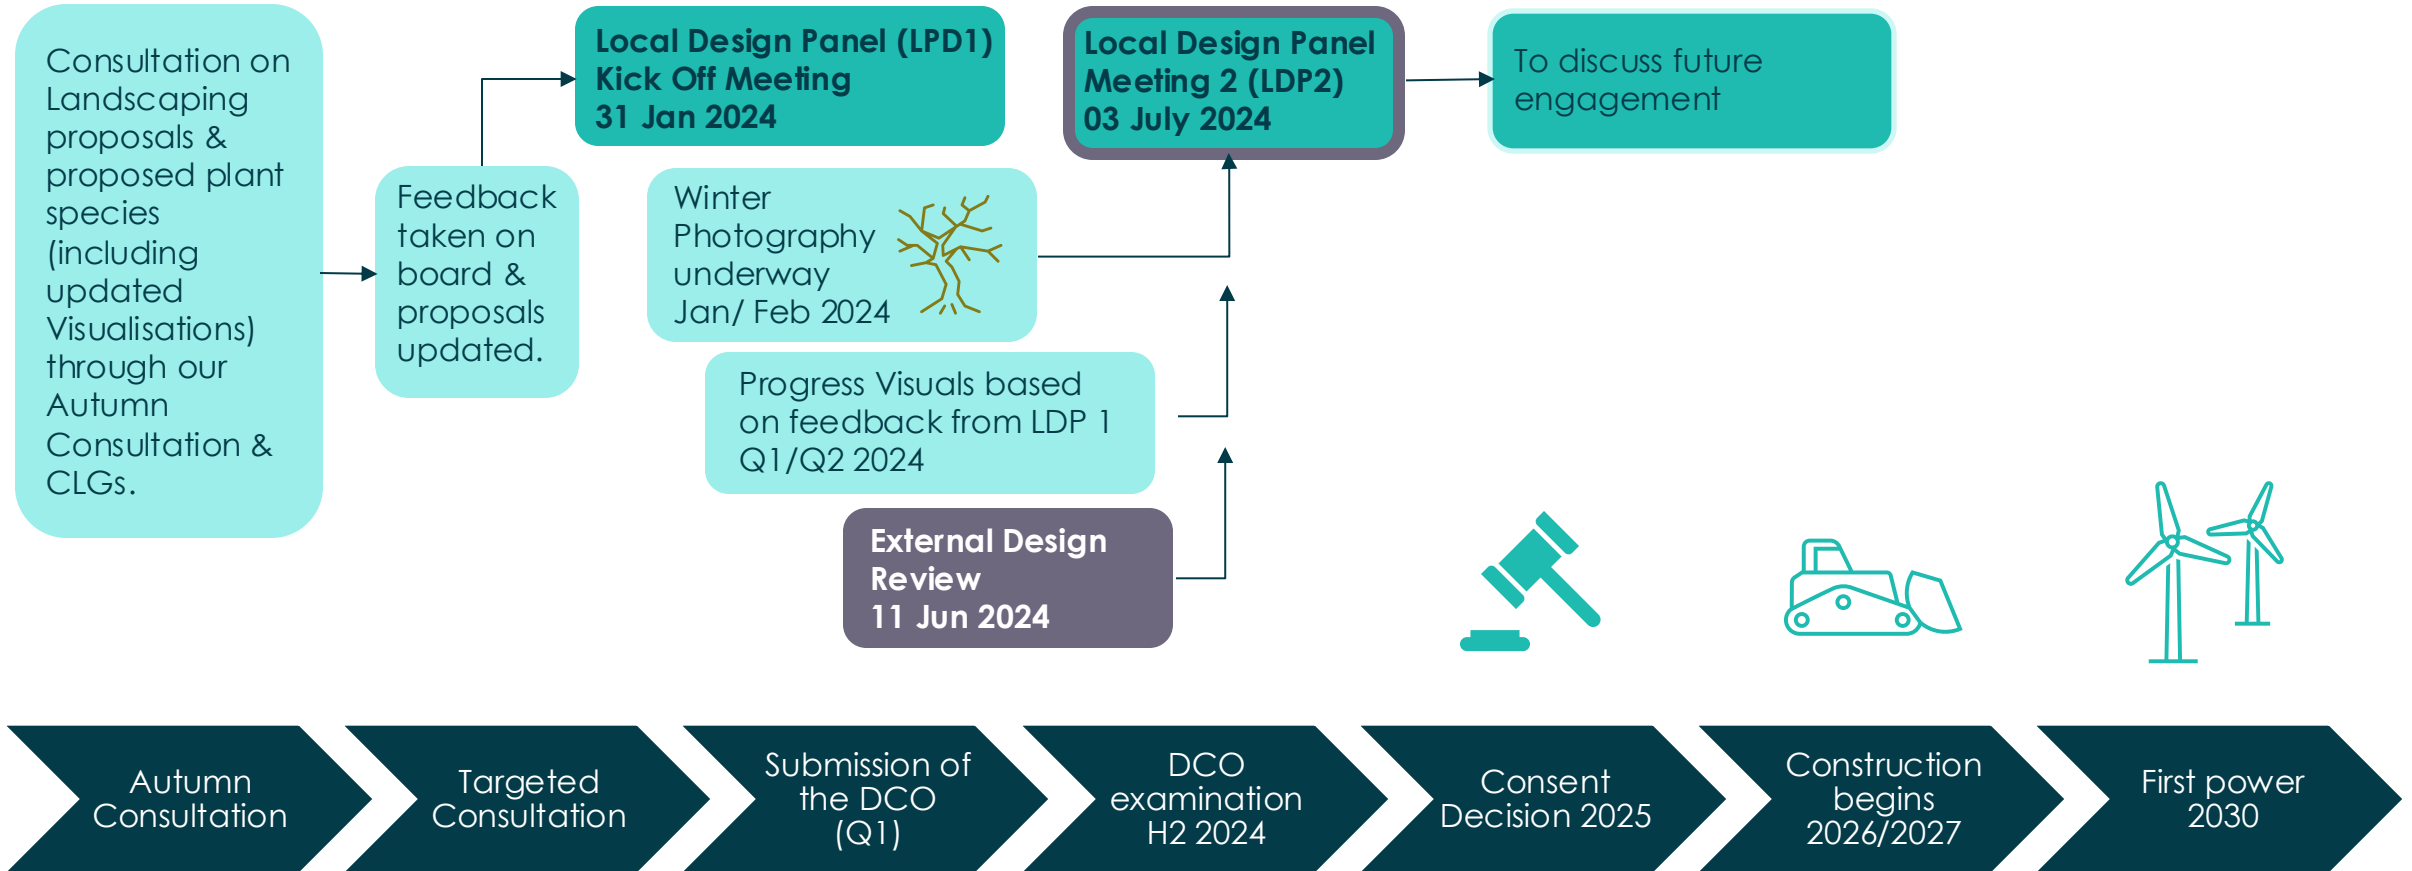 Consultation on
Landscaping
proposals &
proposed plant
species
(including
updated
Visualisations)
through our
Autumn
Consultation &
CLGs.
Feedback
taken on
board &
proposals
updated.
Local Design Panel (LPD1)
Kick Off Meeting
31 Jan 2024
Winter
Photography
underway
Jan/ Feb 2024
Progress Visuals based
on feedback from LDP 1
Q1/Q2 2024
External Design
Review
11 Jun 2024
Local Design Panel
Meeting 2 (LDP2)
03 July 2024
To discuss future
engagement
Autumn
Consultation
Targeted
Consultation
Submission of
the DCO
(Q1)
DCO
examination
H2 2024
Consent
Decision 2025
Construction
begins
2026/2027
First power
2030